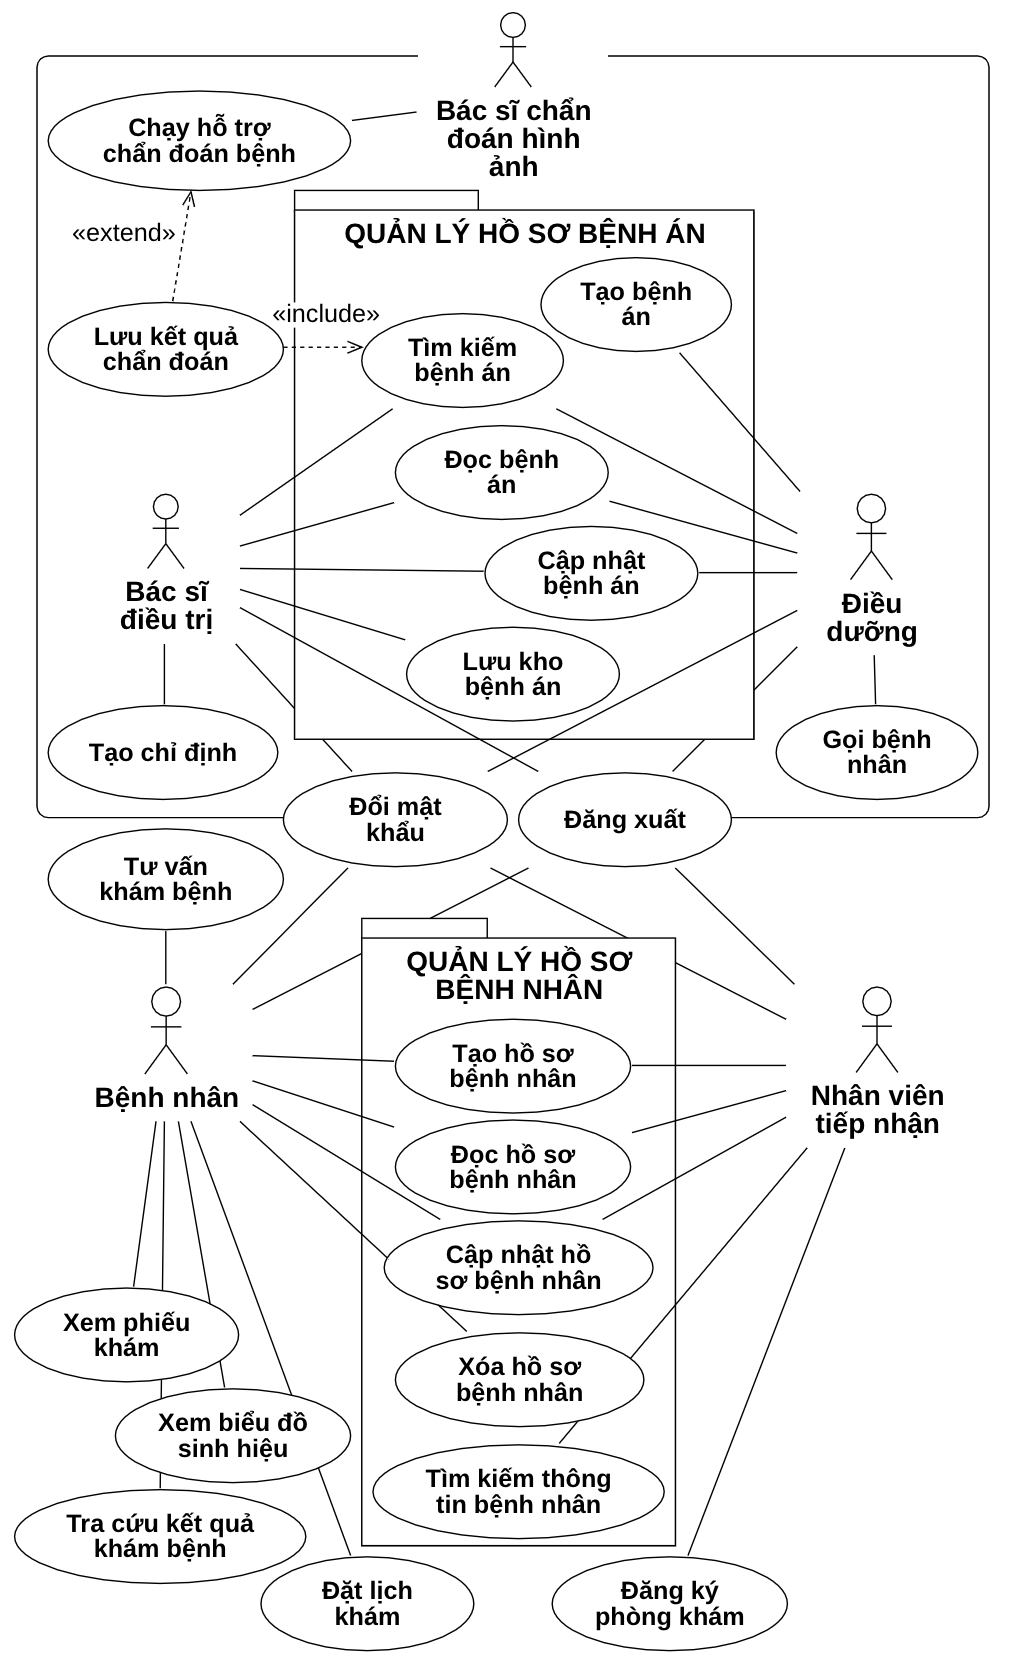 Bác sĩ chẩn
đoán hình
ảnh
Chạy hỗ trợ
chẩn đoán bệnh
«extend»
QUẢN LÝ HỒ SƠ BỆNH ÁN
Tạo bệnh
án
«include»
Lưu kết quả
chẩn đoán
Tìm kiếm
bệnh án
Đọc bệnh
án
Cập nhật
bệnh án
Bác sĩ
điều trị
Điều
dưỡng
Lưu kho
bệnh án
Tạo chỉ định
Gọi bệnh
nhân
Đổi mật
khẩu
Đăng xuất
Tư vấn
khám bệnh
QUẢN LÝ HỒ SƠ
BỆNH NHÂN
Tạo hồ sơ
bệnh nhân
Bệnh nhân
Nhân viên
tiếp nhận
Đọc hồ sơ
bệnh nhân
Cập nhật hồ
sơ bệnh nhân
Xem phiếu
khám
Xóa hồ sơ
bệnh nhân
Xem biểu đồ
sinh hiệu
Tìm kiếm thông
tin bệnh nhân
Tra cứu kết quả
khám bệnh
Đặt lịch
khám
Đăng ký
phòng khám